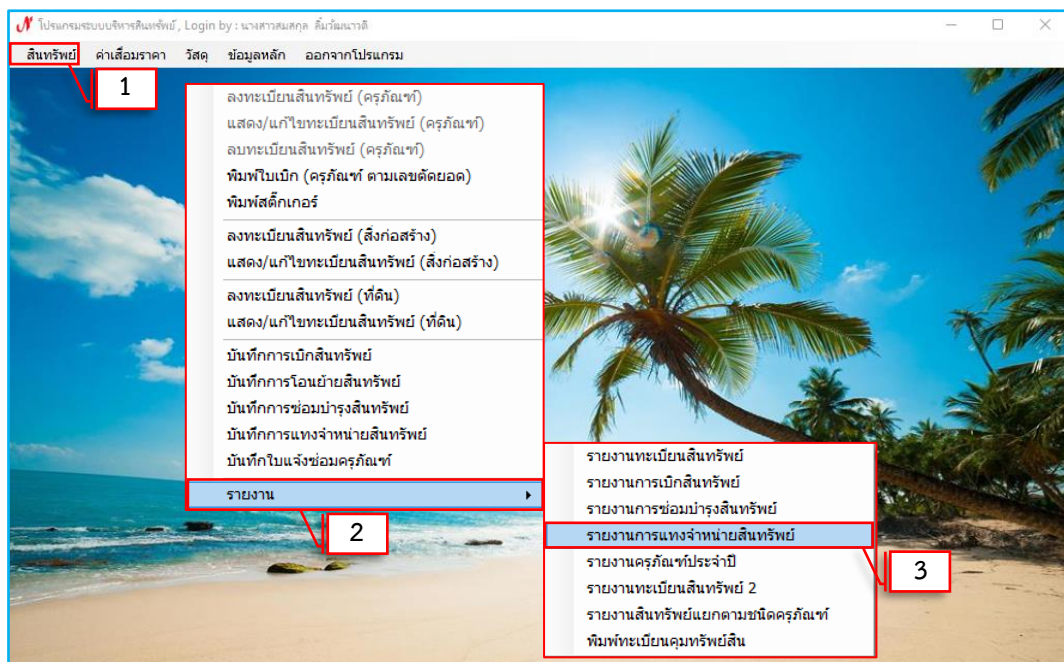 โปรแกรมระบบบริหารสินทรัพย์ , Login by : นางสาวสมสกุล ลิ้มวัฒนาวาติ
สินทรัพย์ ค่าเสื่อมราคา วัสดุ ข้อมูลหลัก ออกจากโปรแกรม
1
ลงทะเบียนสินทรัพย์ (ครุภัณฑ์)
แสดง/แก้ไขทะเบียนสินทรัพย์ (ครุภัณฑ์)
ลบทะเบียนสินทรัพย์ (ครุภัณฑ์)
พิมพ์ใบเบิก (ครุภัณฑ์ ตามเลขตัดยอด)
พิมพ์สติ๊กเกอร์
ลงทะเบียนสินทรัพย์ (สิ่งก่อสร้าง)
แสดง/แก้ไขทะเบียนสินทรัพย์ (สิ่งก่อสร้าง)
ลงทะเบียนสินทรัพย์ (ที่ดิน)
แสดง/แก้ไขทะเบียนสินทรัพย์ (ที่ดิน)
บันทึกการเบิกสินทรัพย์
บันทึกการโอนย้ายสินทรัพย์
บันทึกการซ่อมบำรุงสินทรัพย์
บันทึกการแทงจำหน่ายสินทรัพย์
บันทึกใบแจ้งซ่อมครุภัณฑ์
รายงาน
2
รายงานทะเบียนสินทรัพย์
รายงานการเบิกสินทรัพย์
รายงานการซ่อมบำรุงสินทรัพย์
รายงานการแทงจำหน่ายสินทรัพย์
รายงานครุภัณฑ์ประจำปี
รายงานทะเบียนสินทรัพย์ 2
รายงานสินทรัพย์แยกตามชนิดครุภัณฑ์
พิมพ์ทะเบียนคุมทรัพย์สิน
3